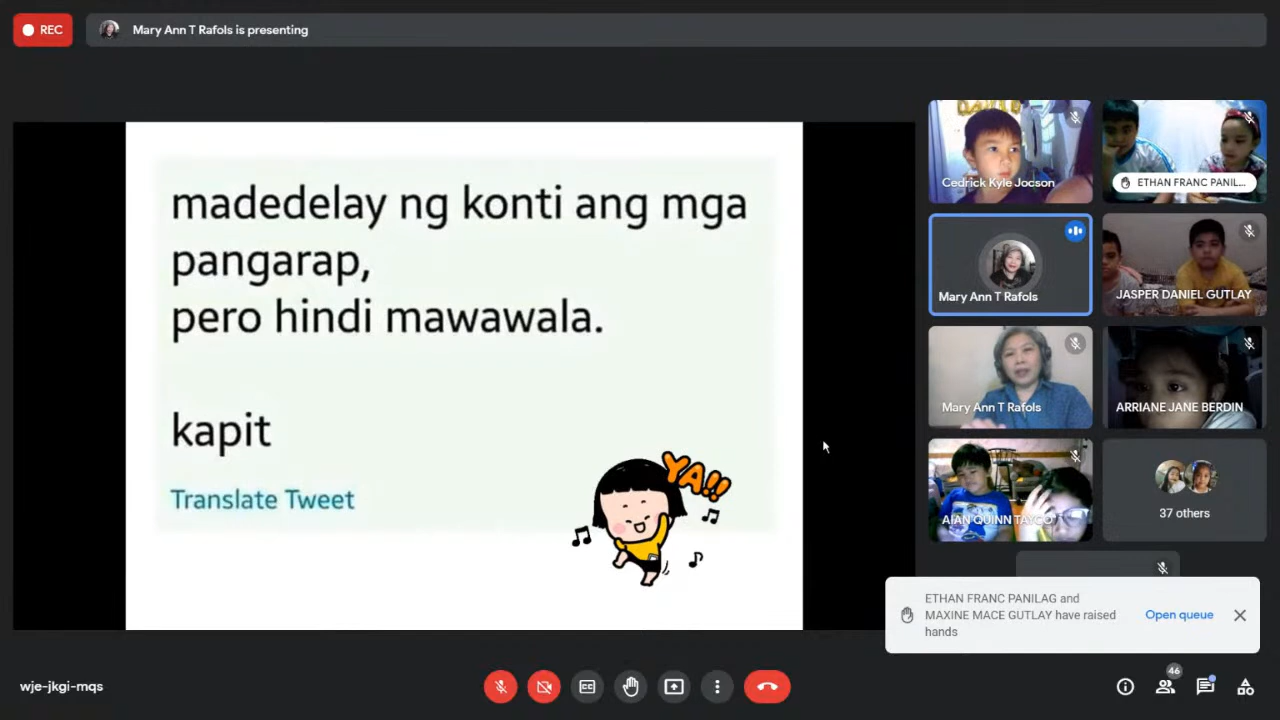 REC
Mary Ann T Rafols is presenting
madedelay ng konti ang mga
pangarap,
pero hindi mawawala.
kapit
Translate Tweet
YA!!
Cedrick Kyle Jocson
ETHAN FRANC PANIL...
Mary Ann T Rafols
JASPER DANIEL GUTLAY
Mary Ann T Rafols
ARRIANE JANE BERDIN
AIAN QUINN TAYCO
37 others
ETHAN FRANC PANILAG and
MAXINE MACE GUTLAY have raised
hands
Open queue
wje-jkgi-mqs
CC
46